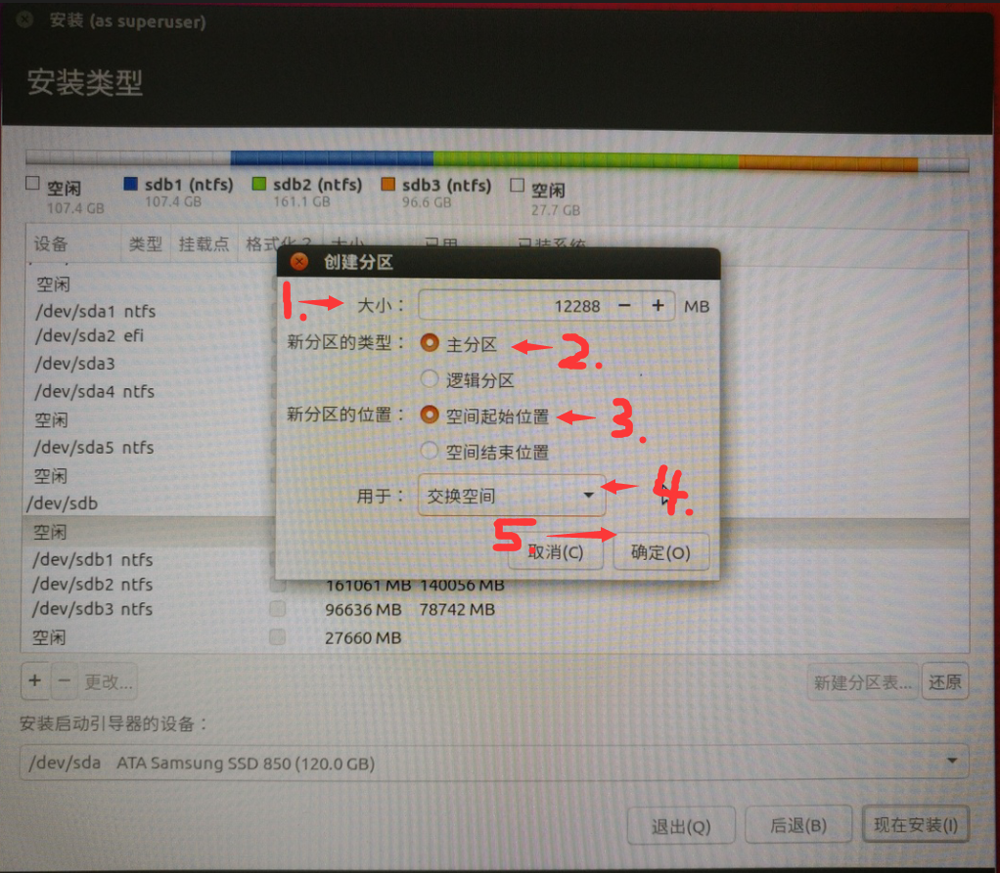 安装 (as superuser)
安装类型
空闲 sdb1 (ntfs) sdb2 (ntfs) sdb3 (ntfs) 空闲
107.4 GB 107.4 GB 161.1 GB 96.6 GB 27.7 GB
设备 类型 挂载点 格式化? 大小 已用 已装系统
创建分区
空闲
1. 大小： 12288 − + MB
/dev/sda1 ntfs
/dev/sda2 efi
新分区的类型： 主分区 2.
/dev/sda3
逻辑分区
/dev/sda4 ntfs
空闲
新分区的位置： 空间起始位置 3.
/dev/sda5 ntfs
空间结束位置
空闲
/dev/sdb
用于： 交换空间 4.
空闲
5. 取消(C) 确定(O)
/dev/sdb1 ntfs
/dev/sdb2 ntfs 161061 MB 140056 MB
/dev/sdb3 ntfs 96636 MB 78742 MB
空闲 27660 MB
+ − 更改... 新建分区表... 还原
安装启动引导器的设备：
/dev/sda ATA Samsung SSD 850 (120.0 GB)
退出(Q) 后退(B) 现在安装(I)